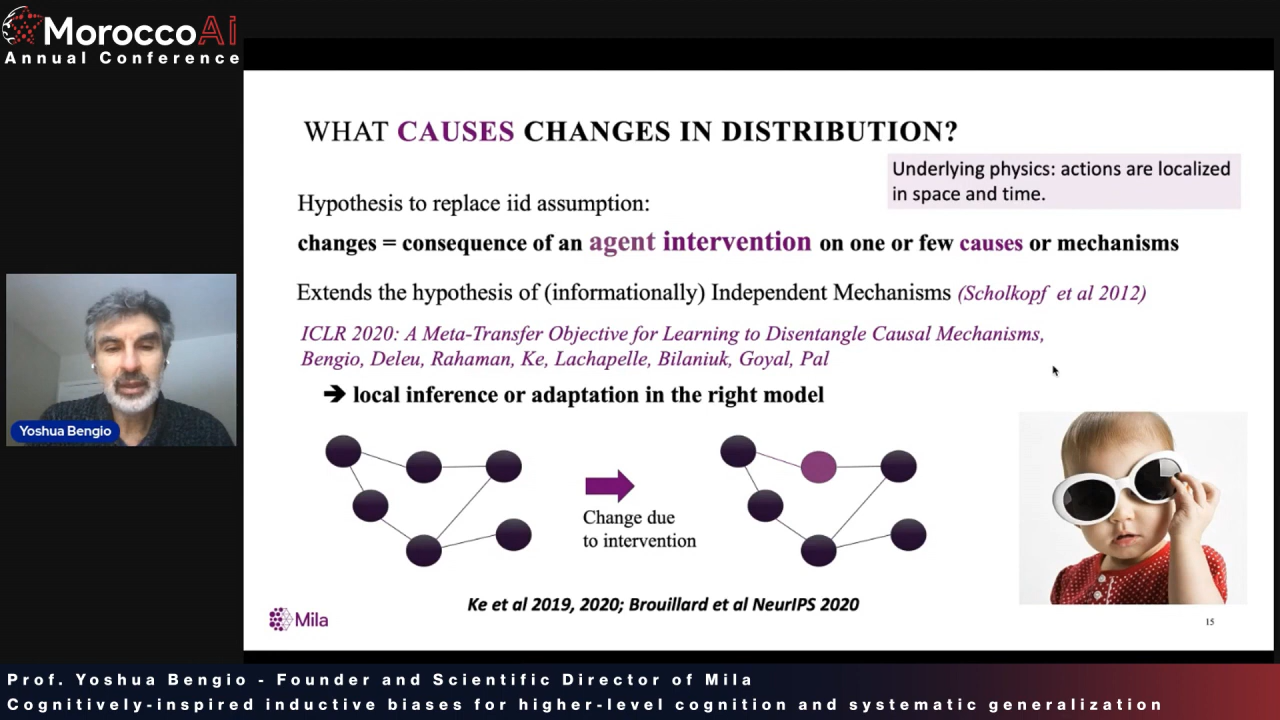 MoroccoAi
Annual Conference
WHAT CAUSES CHANGES IN DISTRIBUTION?
Underlying physics: actions are localized
in space and time.
Hypothesis to replace iid assumption:
changes = consequence of an agent intervention on one or few causes or mechanisms
Extends the hypothesis of (informationally) Independent Mechanisms (Scholkopf et al 2012)
ICLR 2020: A Meta-Transfer Objective for Learning to Disentangle Causal Mechanisms,
Bengio, Deleu, Rahaman, Ke, Lachapelle, Bilaniuk, Goyal, Pal
➔ local inference or adaptation in the right model
Yoshua Bengio
Change due
to intervention
Ke et al 2019, 2020; Brouillard et al NeurIPS 2020
Mila
15
Prof. Yoshua Bengio - Founder and Scientific Director of Mila
Cognitively-inspired inductive biases for higher-level cognition and systematic generalization